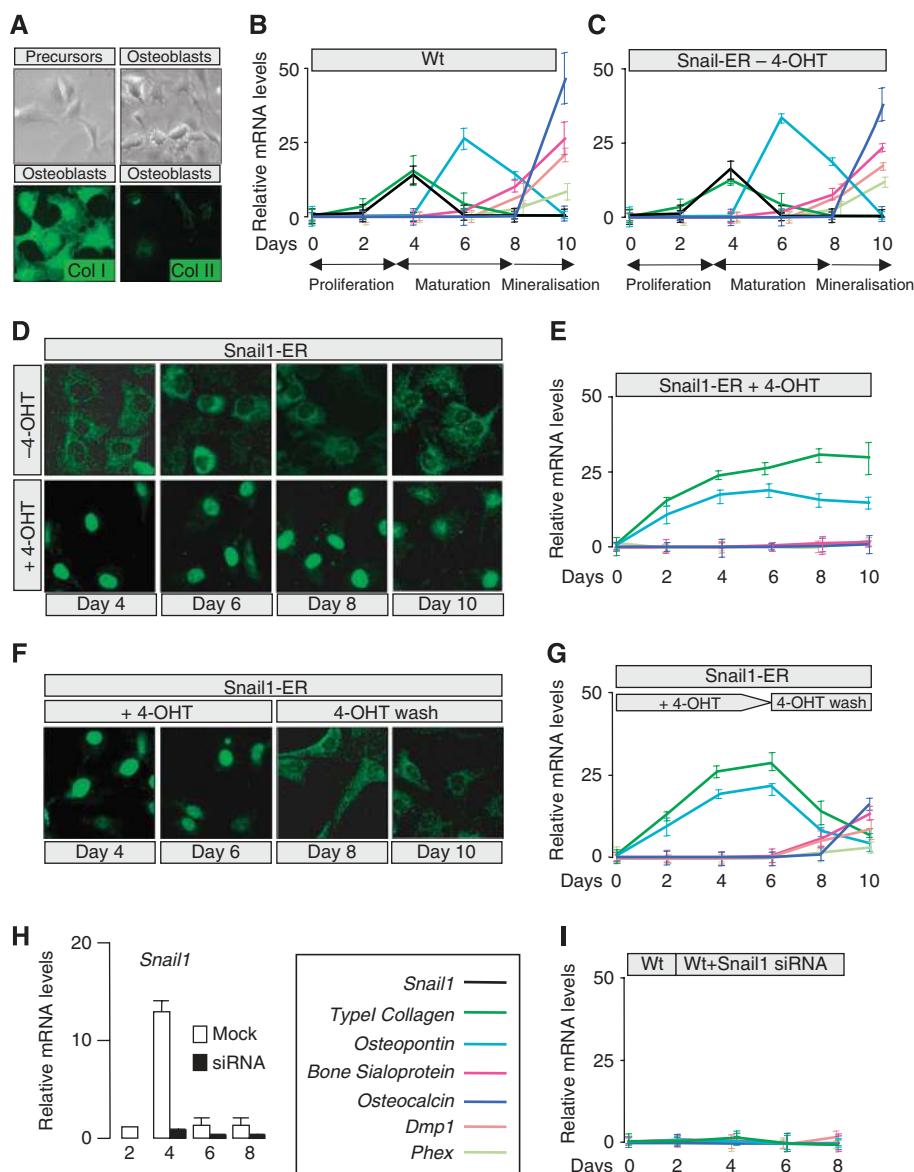 A
Precursors
Osteoblasts
Osteoblasts
Osteoblasts
Col I
Col II
B
Wt
Relative mRNA levels
50
25
0
Days
0
2
4
6
8
10
Proliferation
Maturation
Mineralisation
C
Snail-ER – 4-OHT
50
25
0
Days
0
2
4
6
8
10
Proliferation
Maturation
Mineralisation
D
Snail1-ER
–4-OHT
+ 4-OHT
Day 4
Day 6
Day 8
Day 10
E
Snail1-ER + 4-OHT
Relative mRNA levels
50
25
0
Days
0
2
4
6
8
10
F
Snail1-ER
+ 4-OHT
4-OHT wash
Day 4
Day 6
Day 8
Day 10
G
Snail1-ER
+ 4-OHT
4-OHT wash
Relative mRNA levels
50
25
0
Days
0
2
4
6
8
10
H
Snail1
Relative mRNA levels
20
10
0
Mock
siRNA
2
4
6
8
Snail1
TypeI Collagen
Osteopontin
Bone Sialoprotein
Osteocalcin
Dmp1
Phex
I
Wt
Wt+Snail1 siRNA
Relative mRNA levels
50
25
0
Days
0
2
4
6
8